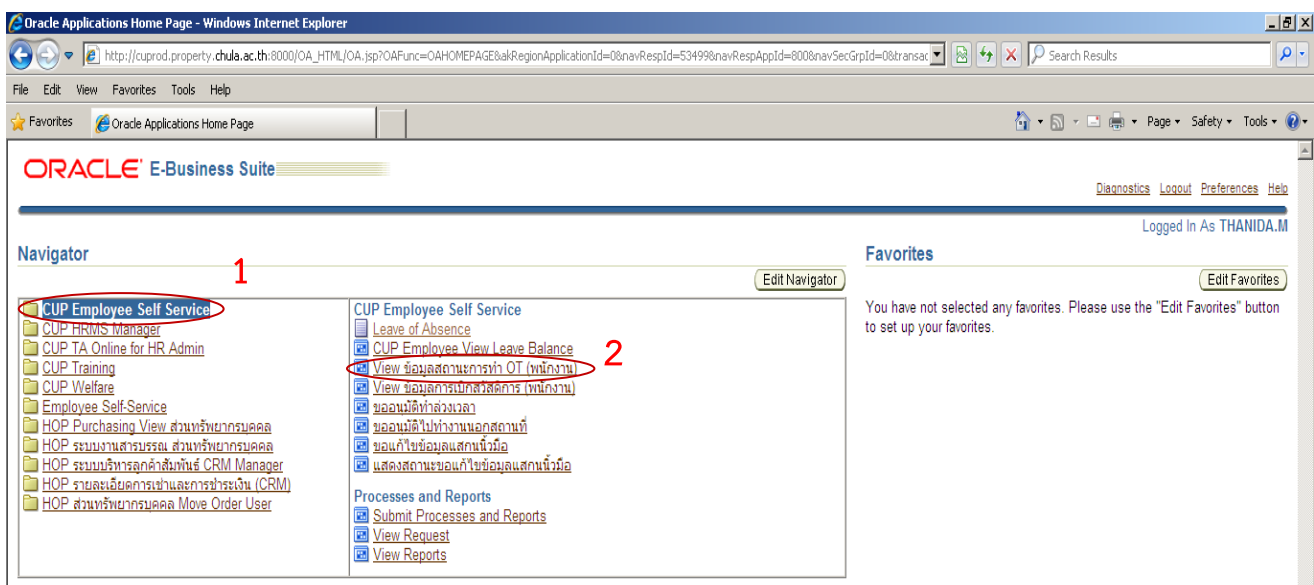 Oracle Applications Home Page - Windows Internet Explorer
http://cuprod.property.chula.ac.th:8000/OA_HTML/OA.jsp?OAFunc=OAHOMEPAGE&akRegionApplicationId=0&navRespId=53499&navRespAppId=800&navSecGrpId=0&transac
Search Results
File Edit View Favorites Tools Help
Favorites Oracle Applications Home Page Page Safety Tools
ORACLE E-Business Suite
Diagnostics Logout Preferences Help
Logged In As THANIDA.M
Navigator
1
Edit Navigator
CUP Employee Self Service
CUP HRMS Manager
CUP TA Online for HR Admin
CUP Training
CUP Welfare
Employee Self-Service
HOP Purchasing View ส่วนทรัพยากรบุคคล
HOP ระบบงานสารบรรณ ส่วนทรัพยากรบุคคล
HOP ระบบบริหารลูกค้าสัมพันธ์ CRM Manager
HOP รายละเอียดการเช่าและการชำระเงิน (CRM)
HOP ส่วนทรัพยากรบุคคล Move Order User
CUP Employee Self Service
Leave of Absence
CUP Employee View Leave Balance
2
View ข้อมูลสถานะการทำ OT (พนักงาน)
View ข้อมูลการเบิกสวัสดิการ (พนักงาน)
ขออนุมัติทำล่วงเวลา
ขออนุมัติไปทำงานนอกสถานที่
ขอแก้ไขข้อมูลแสกนนิ้วมือ
แสดงสถานะขอแก้ไขข้อมูลแสกนนิ้วมือ
Processes and Reports
Submit Processes and Reports
View Request
View Reports
Favorites
Edit Favorites
You have not selected any favorites. Please use the "Edit Favorites" button
to set up your favorites.